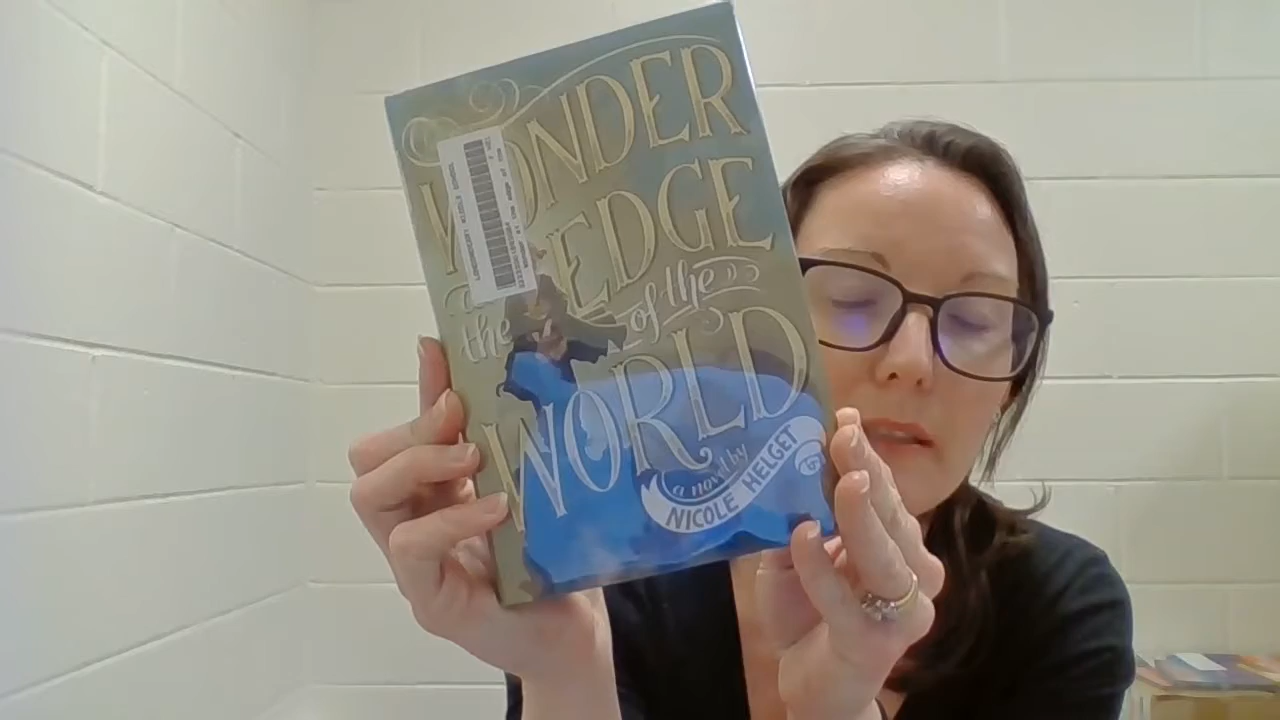 WONDER
at
the EDGE
of the
WORLD
a novel by
NICOLE HELGET